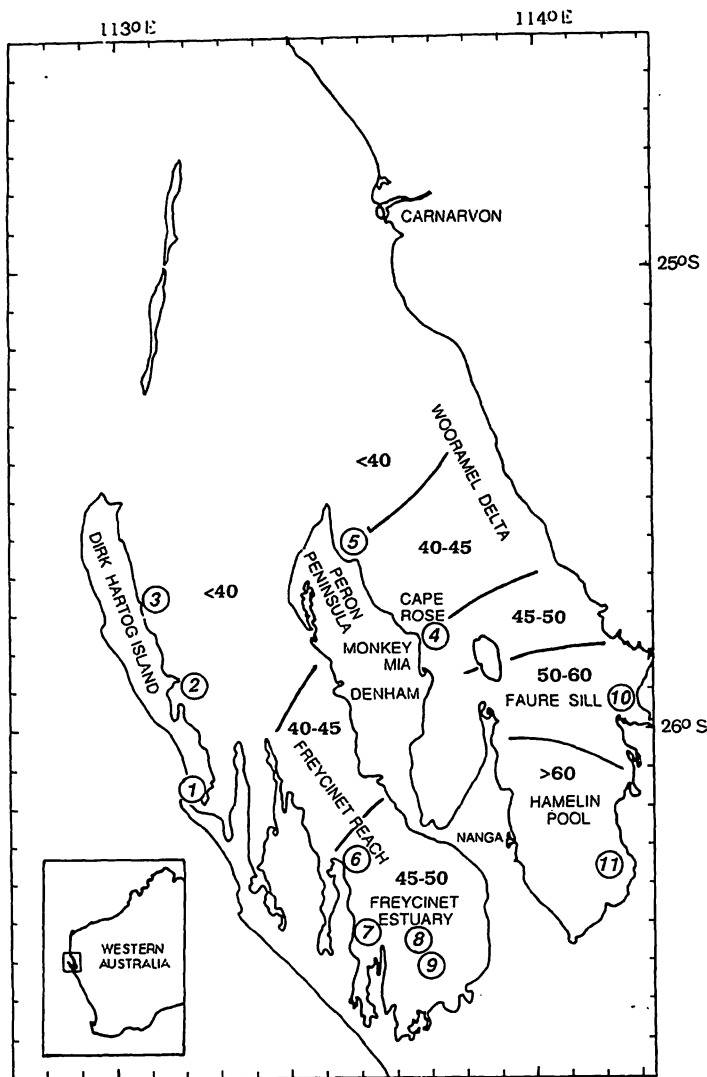 113°E
114°E
CARNARVON
25°S
WOORAMEL DELTA
<40
40-45
5
PERON
PENINSULA
DIRK HARTOG ISLAND
3
<40
CAPE
ROSE
4
45-50
MONKEY
MIA
2
DENHAM
50-60
FAURE SILL
10
26°S
40-45
FREYCINET REACH
1
>60
HAMELIN
POOL
NANGA
6
11
45-50
FREYCINET
ESTUARY
7
8
9
WESTERN
AUSTRALIA